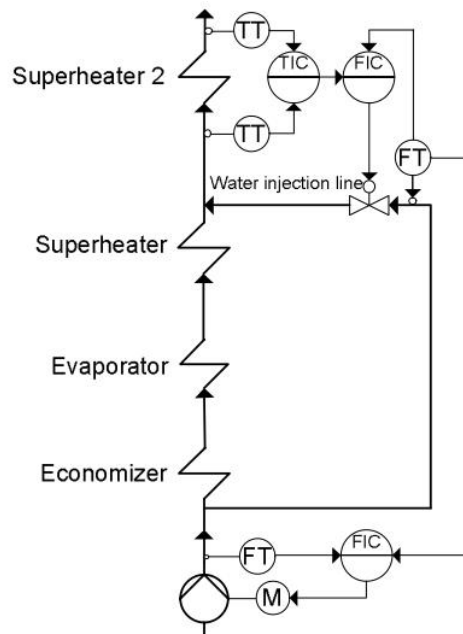 TT
Superheater 2
TIC
FIC
TT
FT
Water injection line
Superheater
Evaporator
Economizer
FT
FIC
M